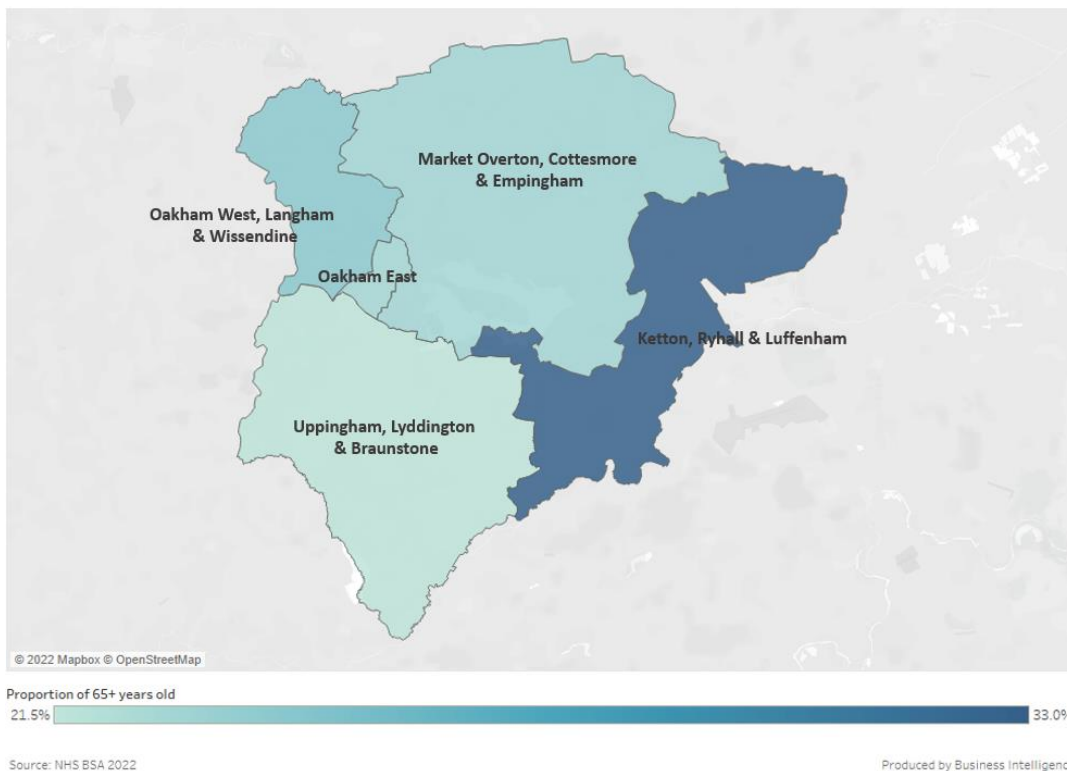 Market Overton, Cottesmore
& Empingham
Oakham West, Langham
& Wissendine
Oakham East
Ketton, Ryhall & Luffenham
Uppingham, Lyddington
& Braunstone
© 2022 Mapbox © OpenStreetMap
Proportion of 65+ years old
21.5%
33.0%
Source: NHS BSA 2022
Produced by Business Intelligenc